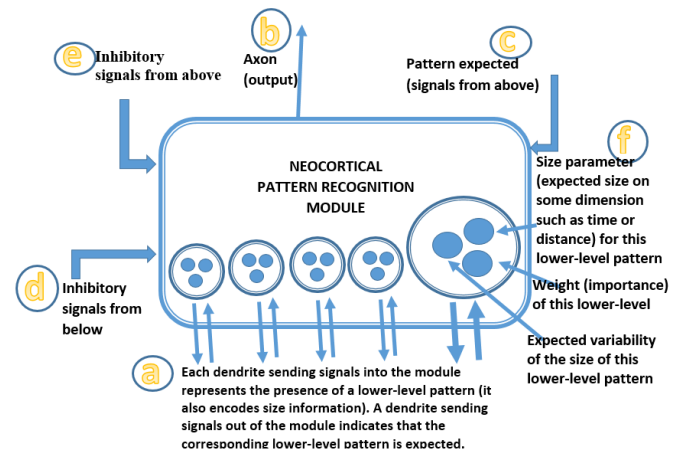 b
e
Inhibitory
signals from above
Axon
(output)
c
Pattern expected
(signals from above)
f
NEOCORTICAL
PATTERN RECOGNITION
MODULE
Size parameter
(expected size on
some dimension
such as time or
distance) for this
lower-level pattern
d
Inhibitory
signals from
below
Weight (importance)
of this lower-level
Expected variability
of the size of this
lower-level pattern
a
Each dendrite sending signals into the module
represents the presence of a lower-level pattern (it
also encodes size information). A dendrite sending
signals out of the module indicates that the
corresponding lower-level pattern is expected.